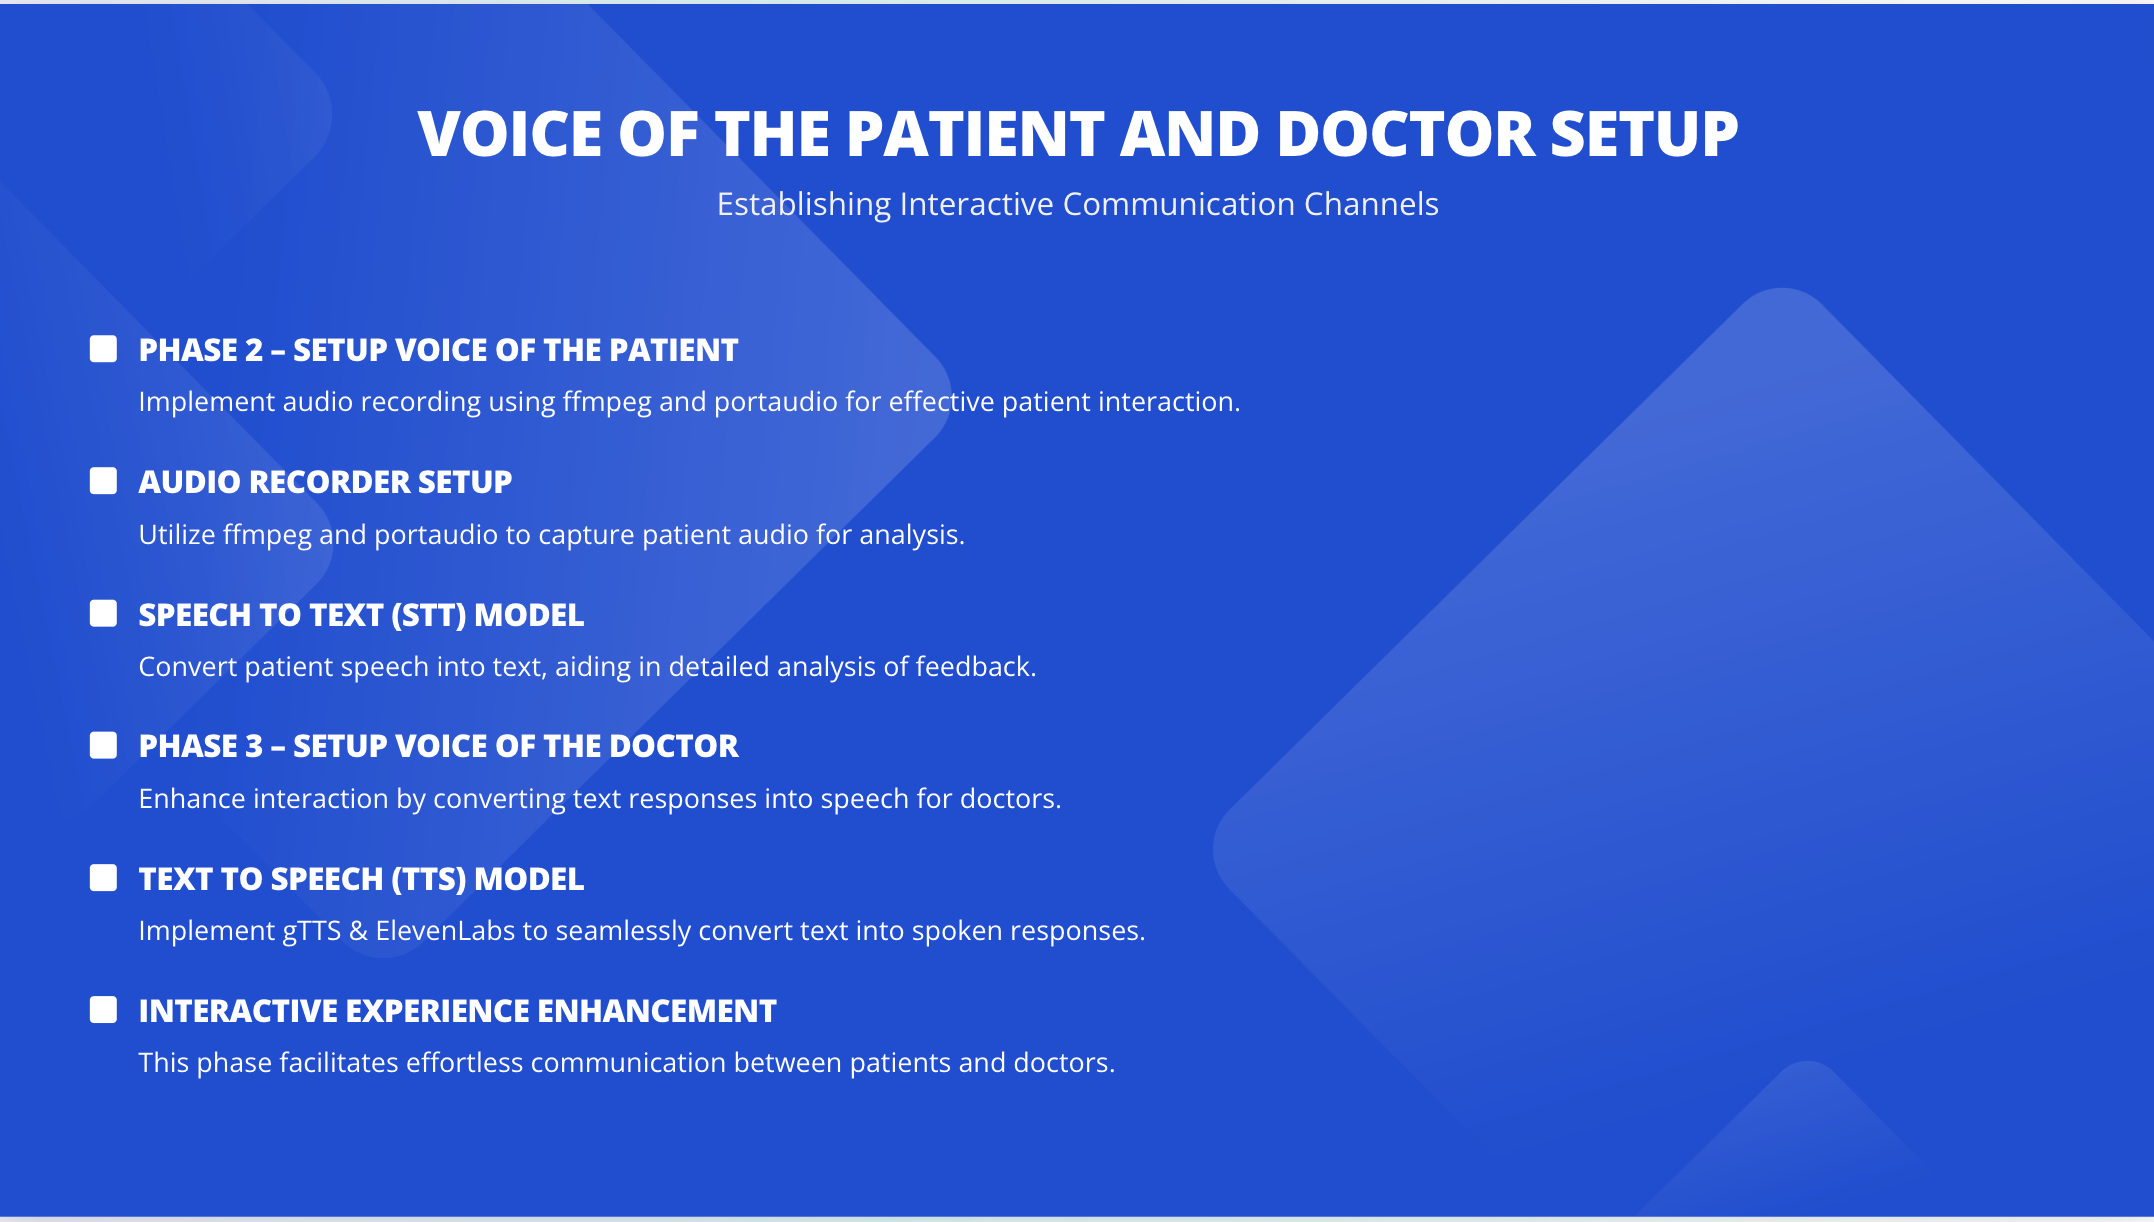 VOICE OF THE PATIENT AND DOCTOR SETUP
Establishing Interactive Communication Channels
PHASE 2 – SETUP VOICE OF THE PATIENT
Implement audio recording using ffmpeg and portaudio for effective patient interaction.
AUDIO RECORDER SETUP
Utilize ffmpeg and portaudio to capture patient audio for analysis.
SPEECH TO TEXT (STT) MODEL
Convert patient speech into text, aiding in detailed analysis of feedback.
PHASE 3 – SETUP VOICE OF THE DOCTOR
Enhance interaction by converting text responses into speech for doctors.
TEXT TO SPEECH (TTS) MODEL
Implement gTTS & ElevenLabs to seamlessly convert text into spoken responses.
INTERACTIVE EXPERIENCE ENHANCEMENT
This phase facilitates effortless communication between patients and doctors.